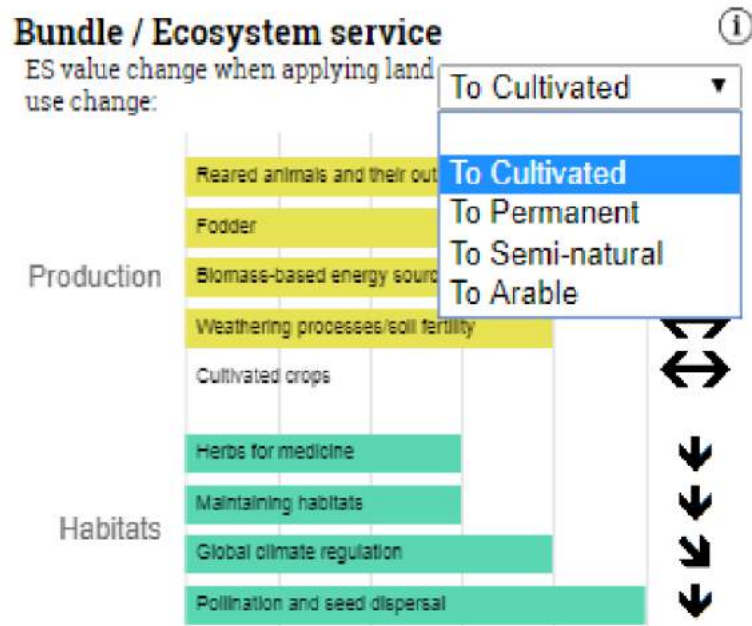 Bundle / Ecosystem service
i
ES value change when applying land
use change:
To Cultivated
To Cultivated
To Permanent
To Semi-natural
To Arable
Production
Reared animals and their out
Fodder
Biomass-based energy sourc
Weathering processes/soil fertility
Cultivated crops
Habitats
Herbs for medicine
Maintaining habitats
Global climate regulation
Pollination and seed dispersal